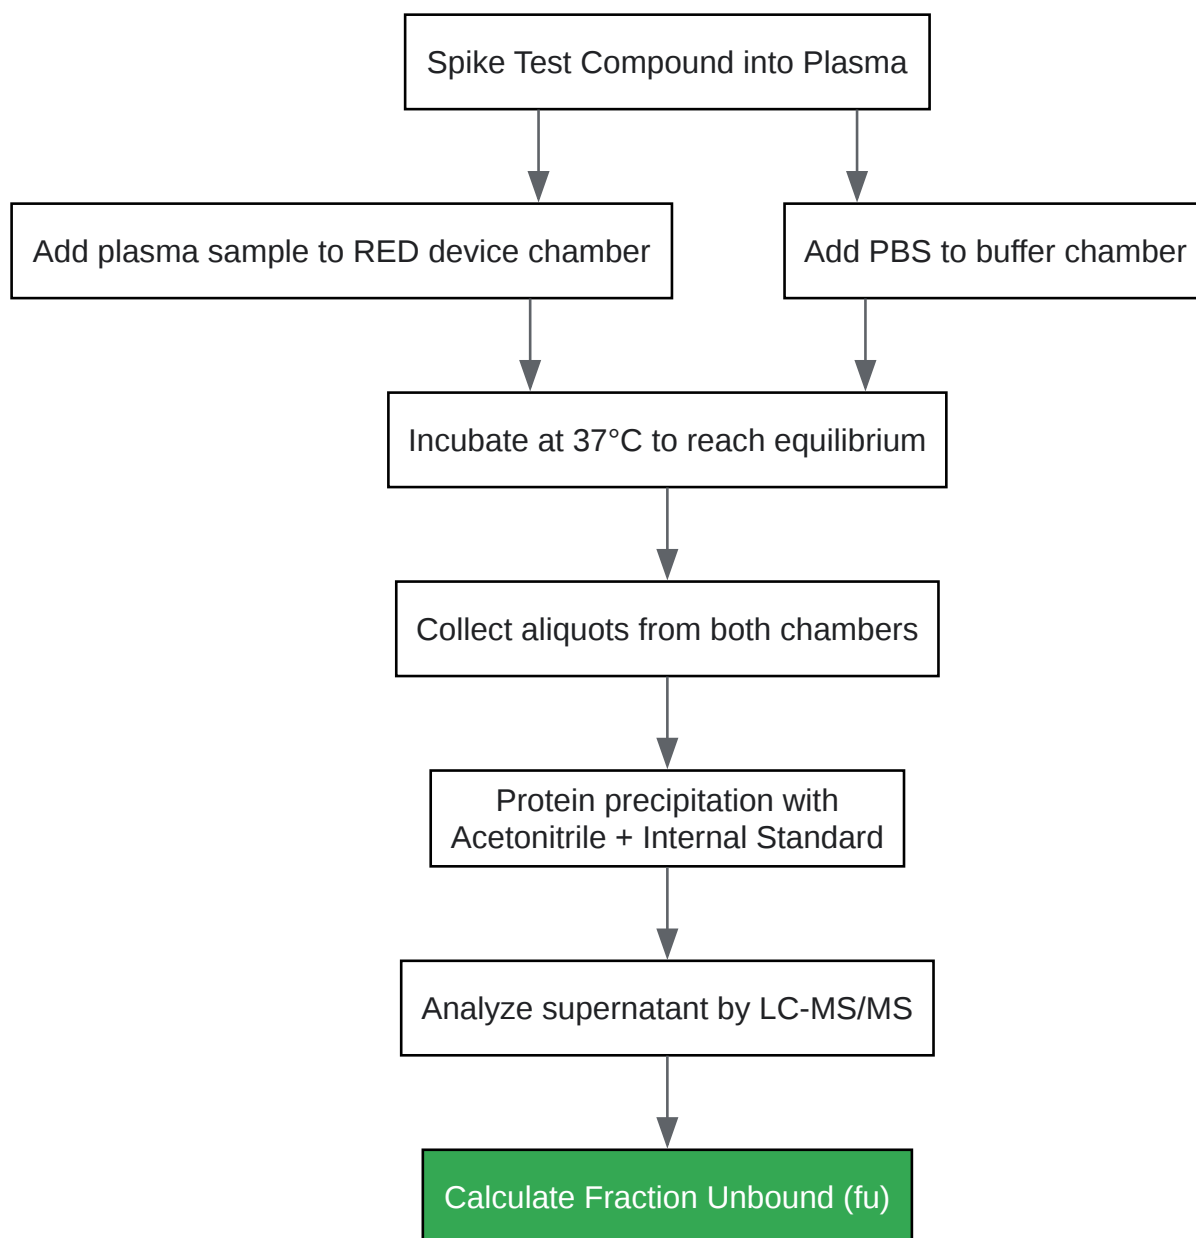 Spike Test Compound into Plasma
Add plasma sample to RED device chamber
Add PBS to buffer chamber
Incubate at 37°C to reach equilibrium
Collect aliquots from both chambers
Protein precipitation with
Acetonitrile + Internal Standard
Analyze supernatant by LC-MS/MS
Calculate Fraction Unbound (fu)